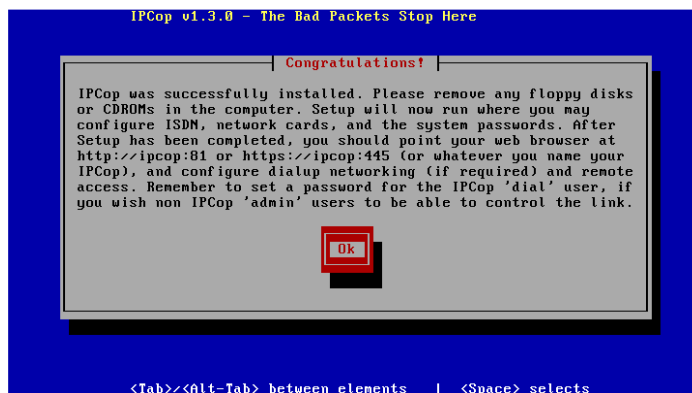 IPCop v1.3.0 - The Bad Packets Stop Here
Congratulations!
IPCop was successfully installed. Please remove any floppy disks
or CDROMs in the computer. Setup will now run where you may
configure ISDN, network cards, and the system passwords. After
Setup has been completed, you should point your web browser at
http://ipcop:81 or https://ipcop:445 (or whatever you name your
IPCop), and configure dialup networking (if required) and remote
access. Remember to set a password for the IPCop 'dial' user, if
you wish non IPCop 'admin' users to be able to control the link.
Ok
<Tab>/<Alt-Tab> between elements | <Space> selects